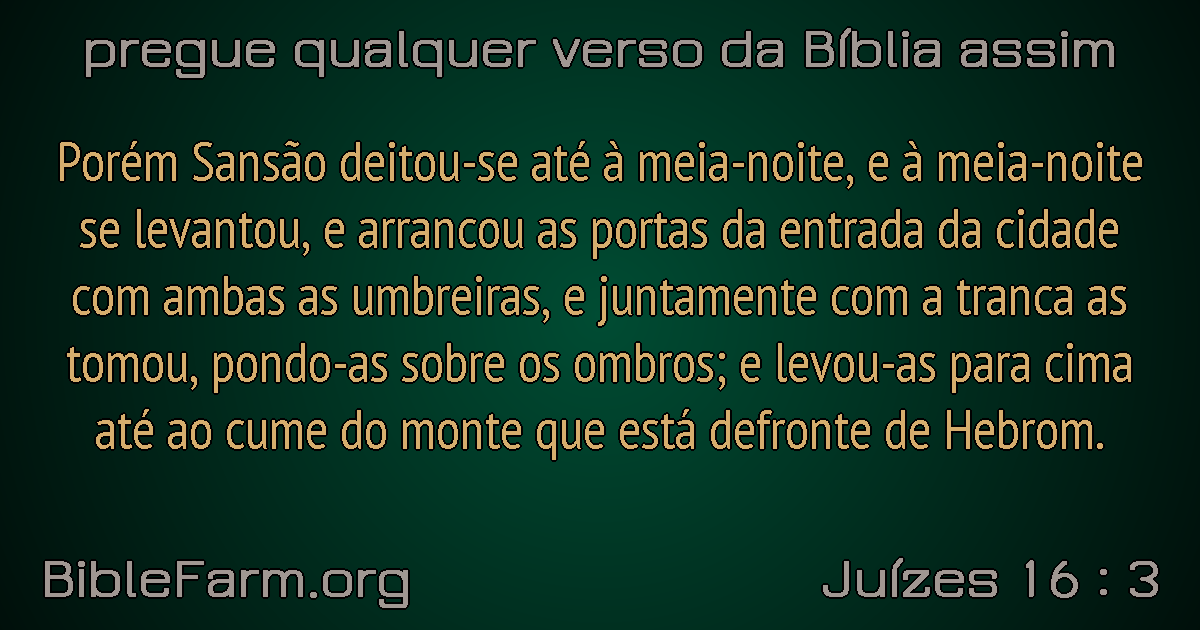 pregue qualquer verso da Bíblia assim
Porém Sansão deitou-se até à meia-noite, e à meia-noite
se levantou, e arrancou as portas da entrada da cidade
com ambas as umbreiras, e juntamente com a tranca as
tomou, pondo-as sobre os ombros; e levou-as para cima
até ao cume do monte que está defronte de Hebrom.
BibleFarm.org
Juízes 16 : 3